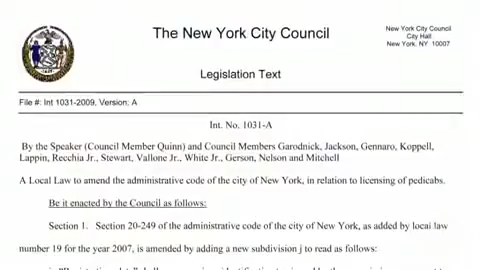 The New York City Council
New York City Council
City Hall
New York, NY 10007
Legislation Text
File #: Int 1031-2009, Version: A
Int. No. 1031-A
By the Speaker (Council Member Quinn) and Council Members Garodnick, Jackson, Gennaro, Koppell,
Lappin, Recchia Jr., Stewart, Vallone Jr., White Jr., Gerson, Nelson and Mitchell
A Local Law to amend the administrative code of the city of New York, in relation to licensing of pedicabs.
Be it enacted by the Council as follows:
Section 1. Section 20-249 of the administrative code of the city of New York, as added by local law
number 19 for the year 2007, is amended by adding a new subdivision j to read as follows: